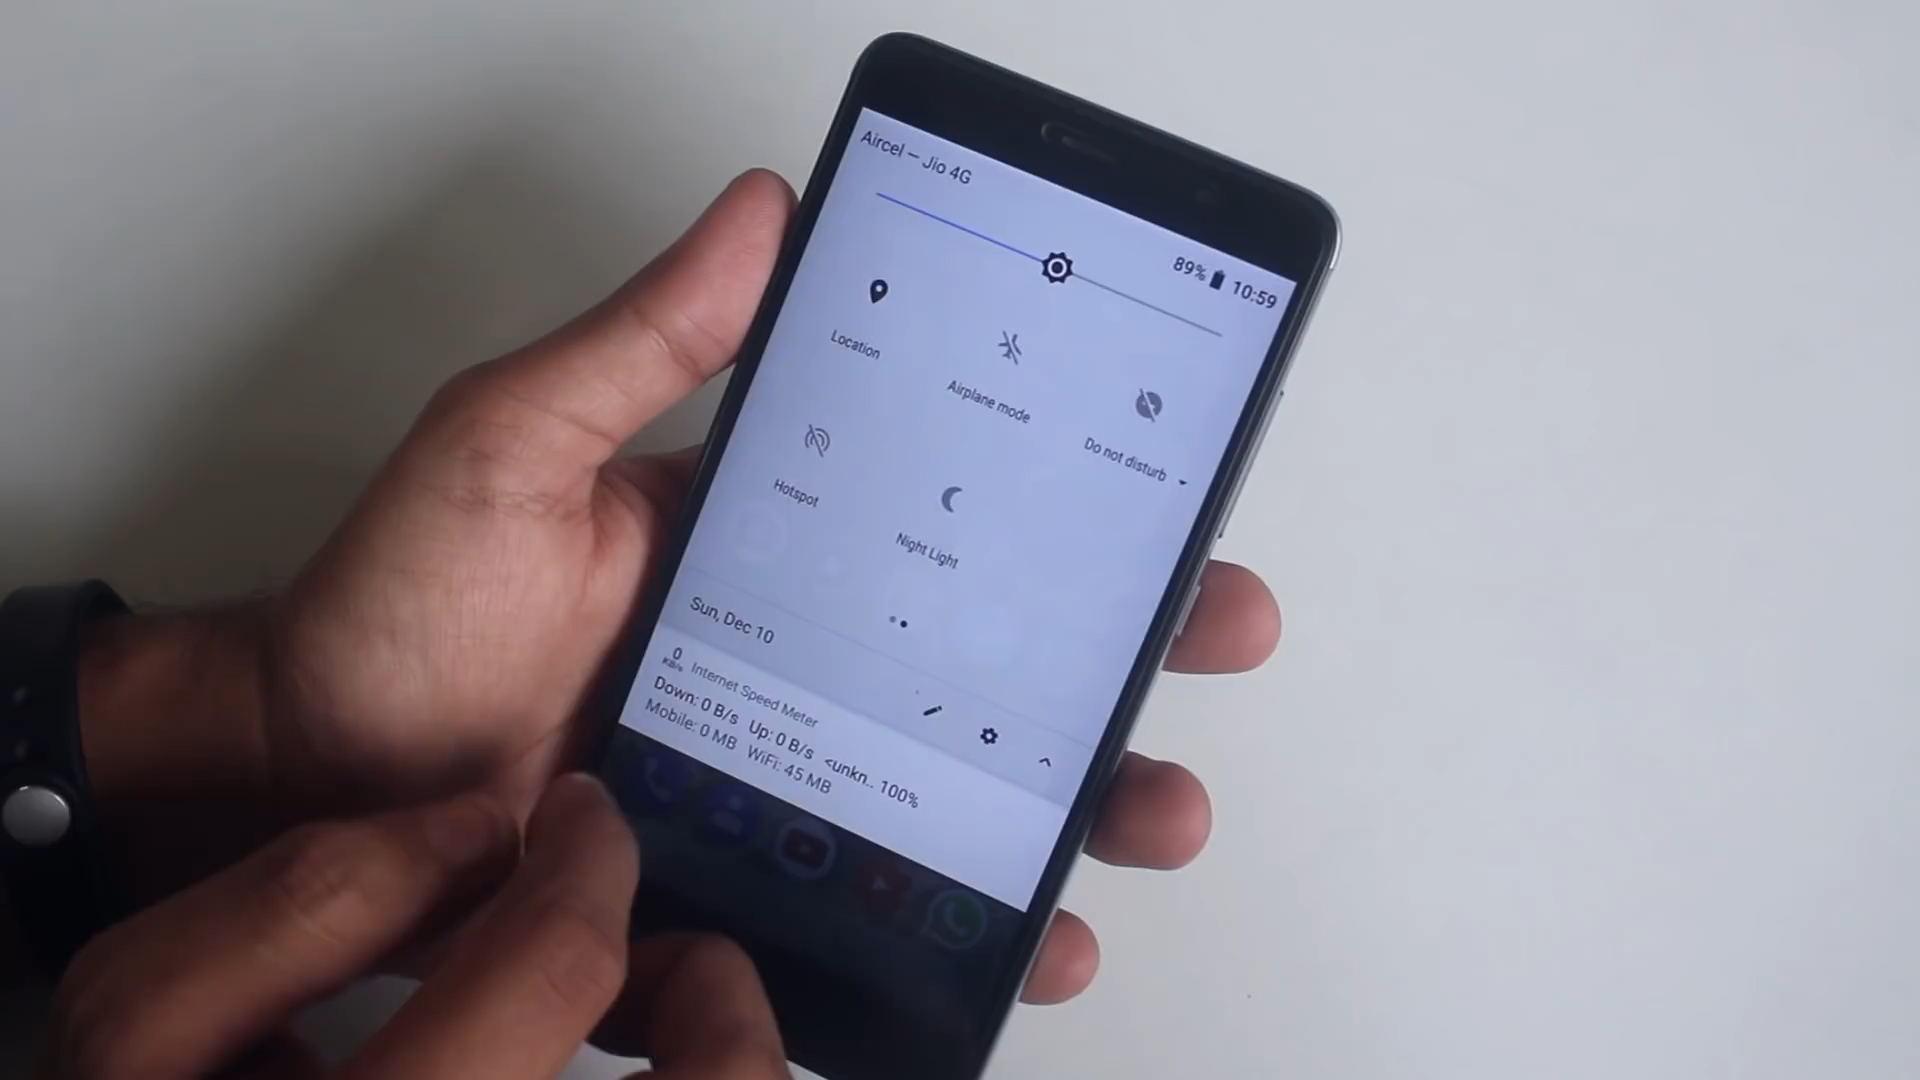 Aircel – Jio 4G
89% 10:59
Location
Airplane mode
Do not disturb
Hotspot
Night Light
Sun, Dec 10
0 KB/s Internet Speed Meter
Down: 0 B/s Up: 0 B/s <unkn.. 100%
Mobile: 0 MB WiFi: 45 MB